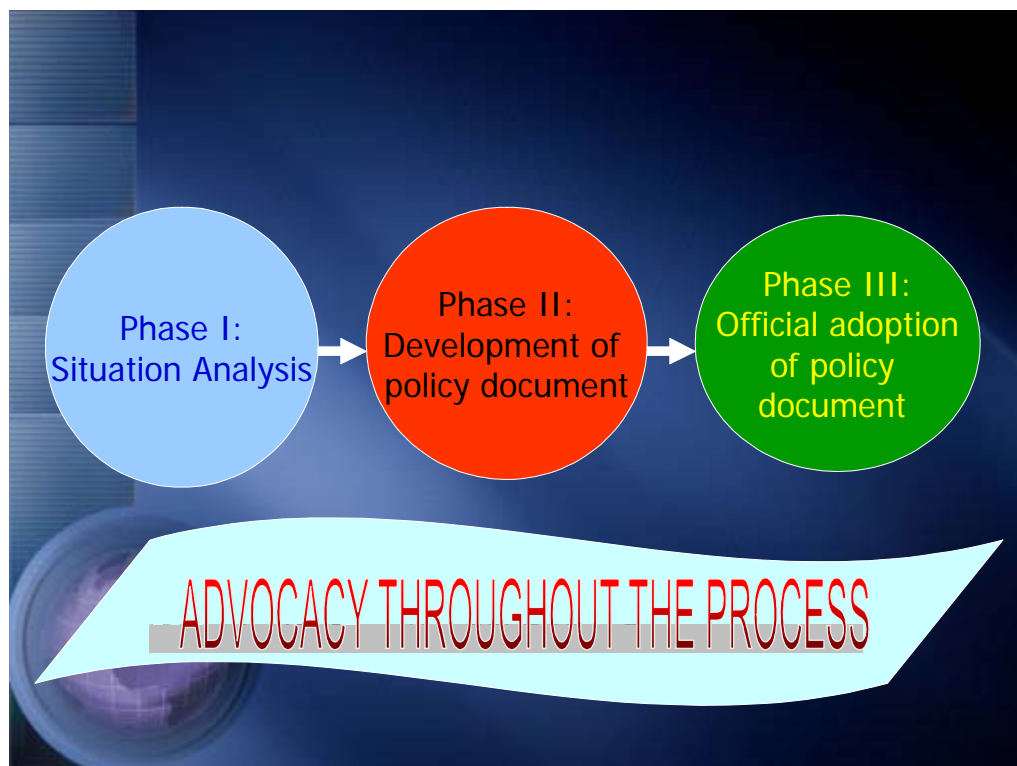 Phase I:
Situation Analysis
Phase II:
Development of
policy document
Phase III:
Official adoption
of policy
document
ADVOCACY THROUGHOUT THE PROCESS